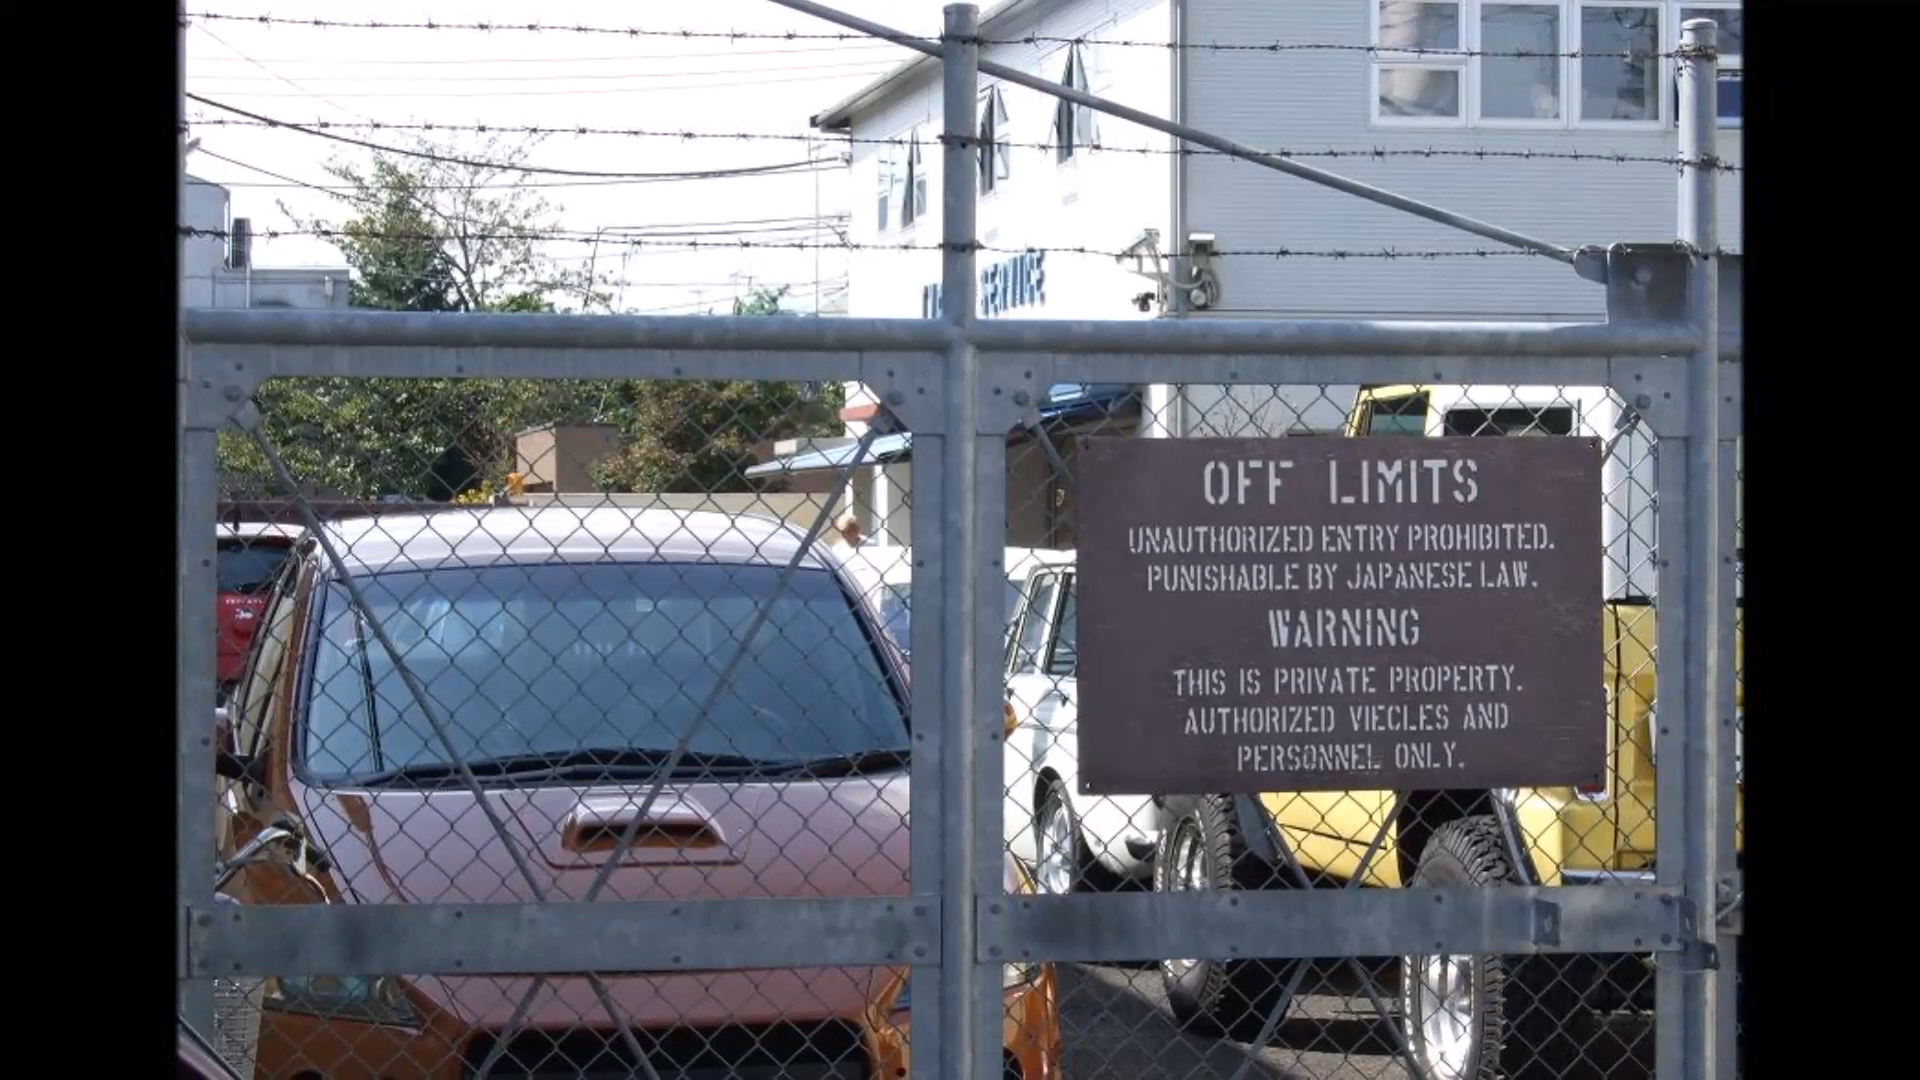 SERVICE
OFF LIMITS
UNAUTHORIZED ENTRY PROHIBITED.
PUNISHABLE BY JAPANESE LAW.
WARNING
THIS IS PRIVATE PROPERTY.
AUTHORIZED VIECLES AND
PERSONNEL ONLY.